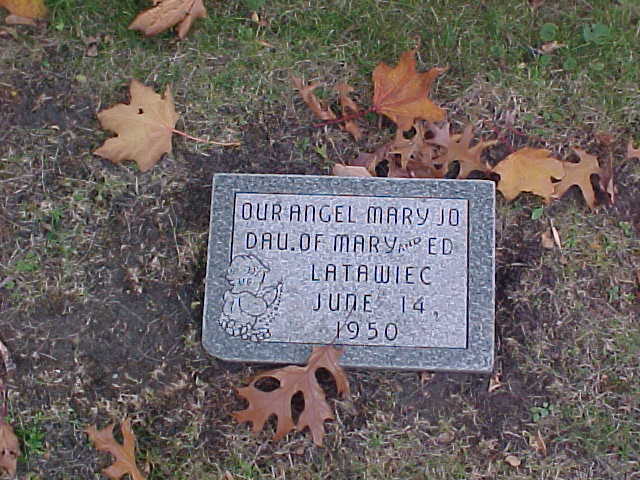 OUR ANGEL MARY JO
DAU. OF MARY AND ED
LATAWIEC
JUNE 14,
1950